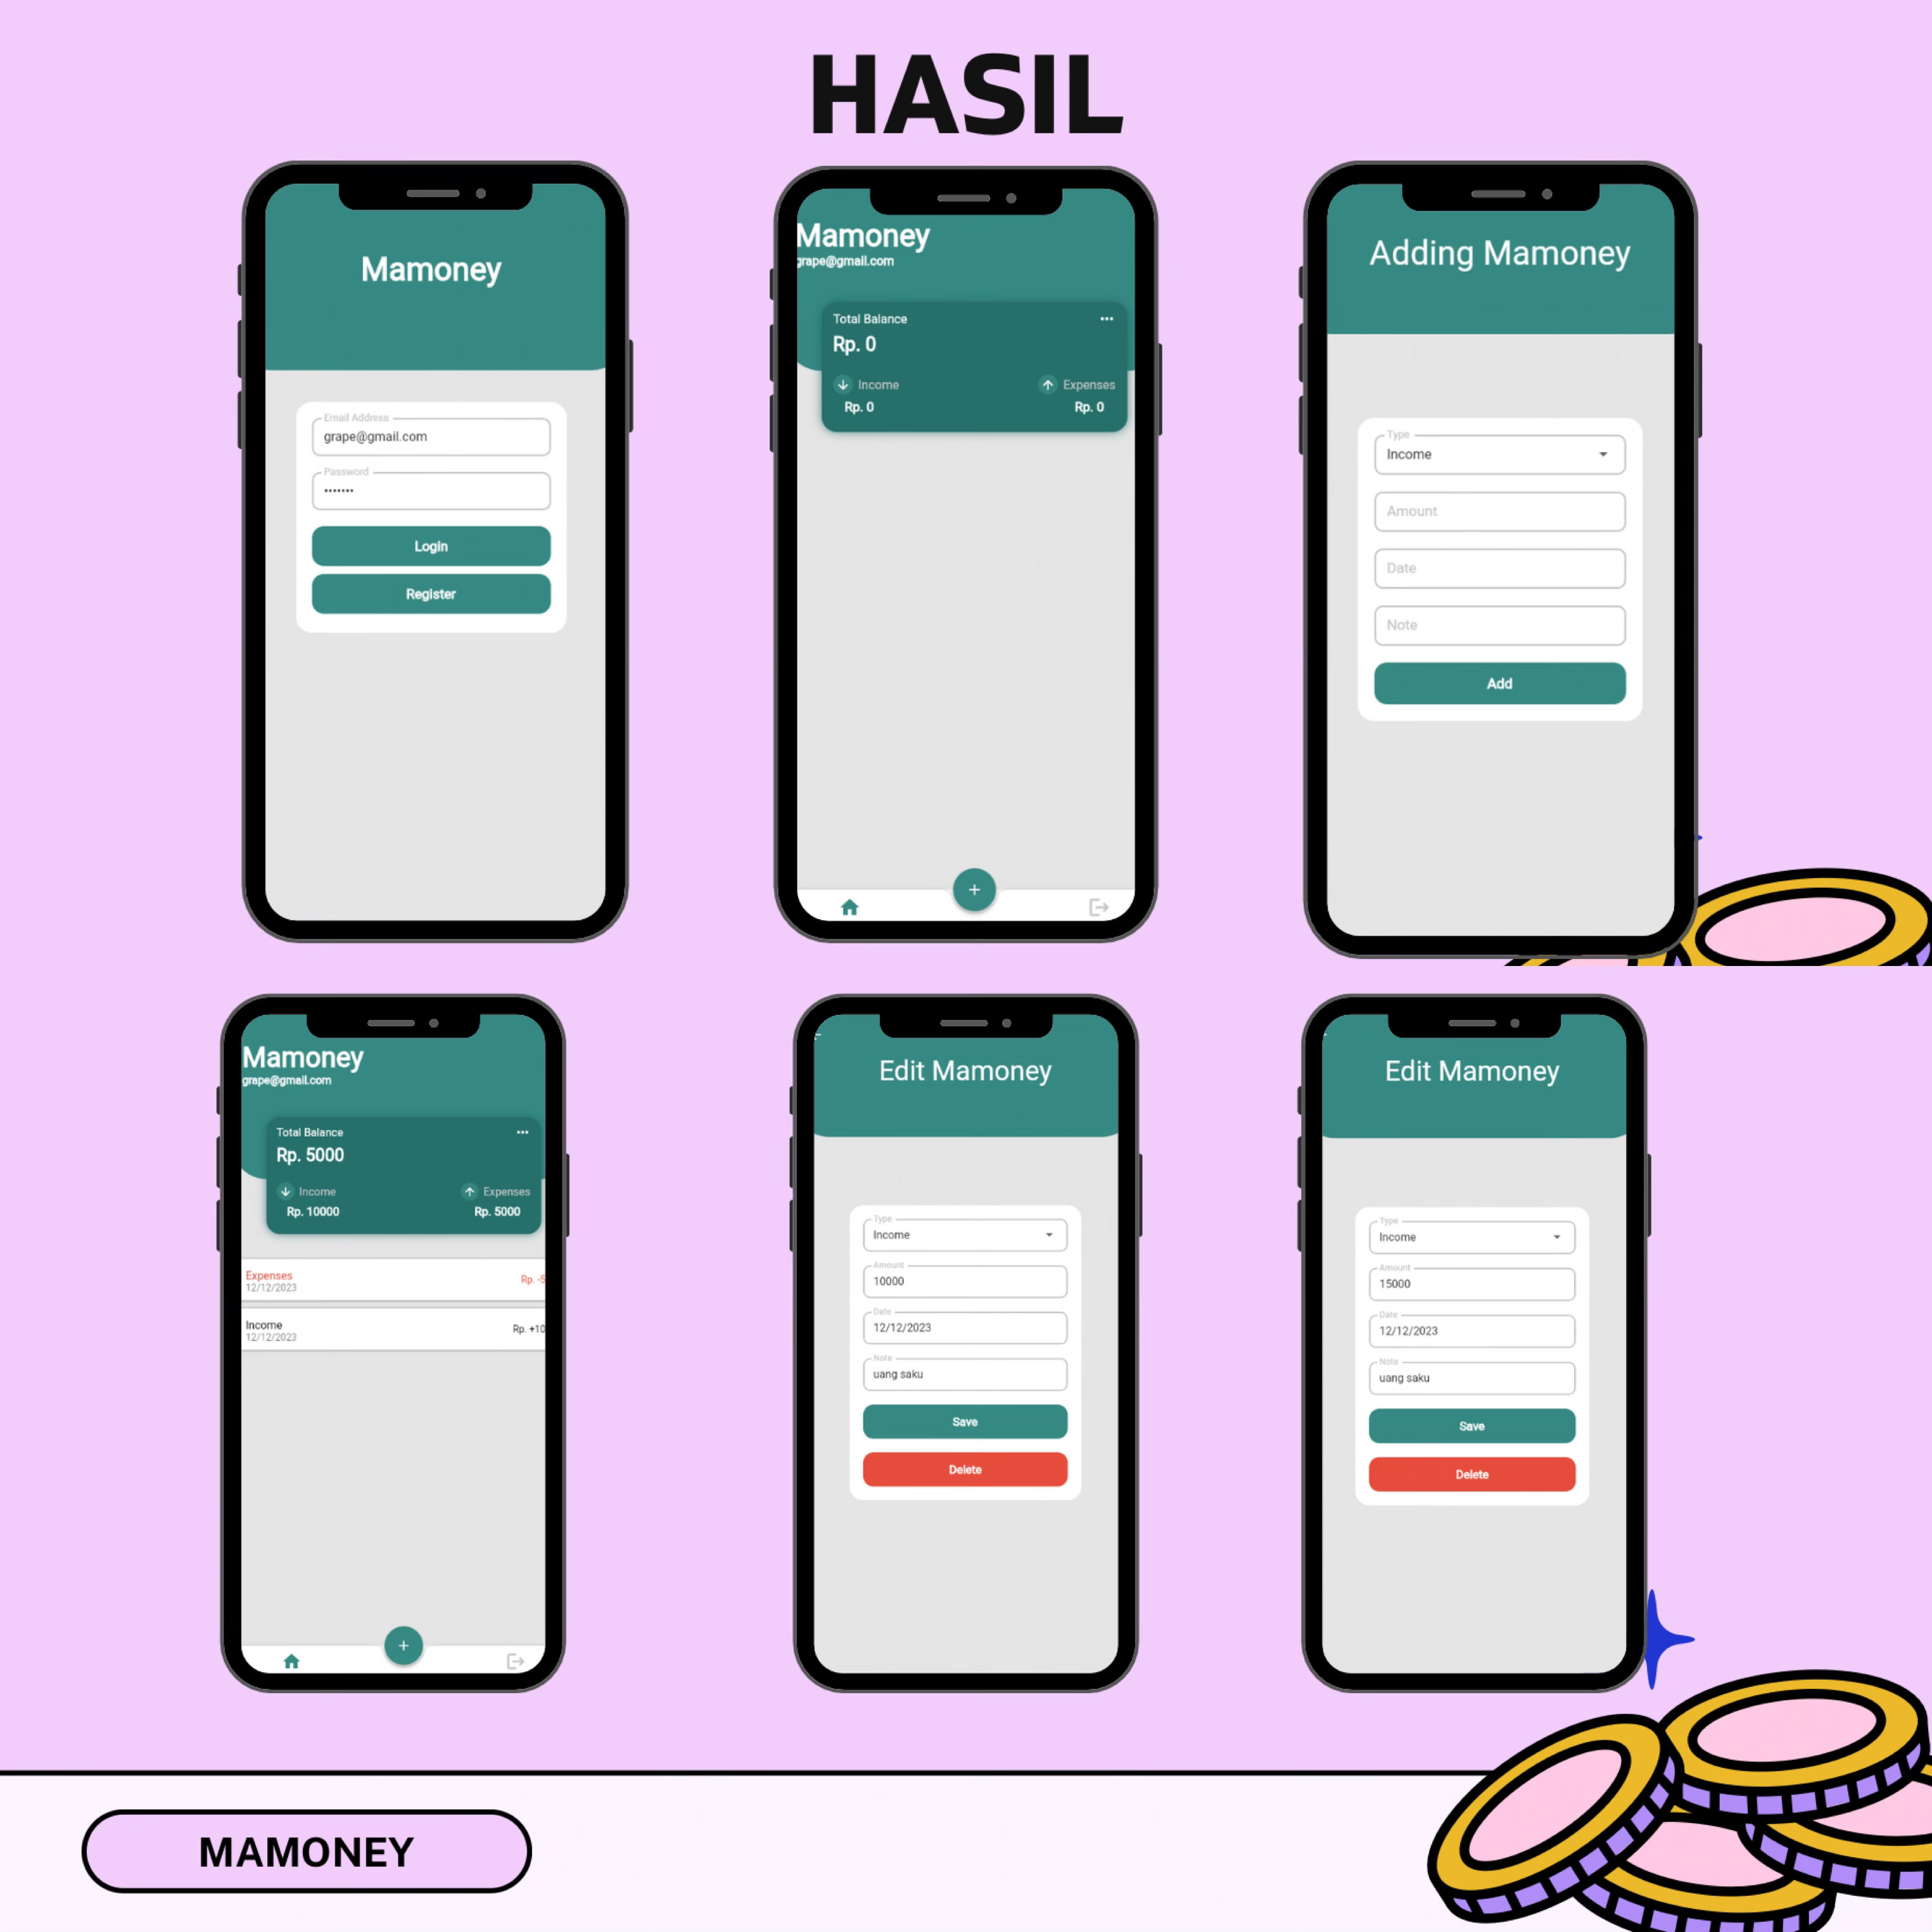 HASIL
Mamoney
Email Address
grape@gmail.com
Password
Login
Register
Mamoney
grape@gmail.com
Total Balance
Rp. 0
Income
Expenses
Rp. 0
Rp. 0
Adding Mamoney
Type
Income
Amount
Date
Note
Add
Mamoney
grape@gmail.com
Total Balance
Rp. 5000
Income
Expenses
Rp. 10000
Rp. 5000
Expenses
Rp. -5
12/12/2023
Income
Rp. +10
12/12/2023
Edit Mamoney
Type
Income
Amount
10000
Date
12/12/2023
Note
uang saku
Save
Delete
Edit Mamoney
Type
Income
Amount
15000
Date
12/12/2023
Note
uang saku
Save
Delete
MAMONEY